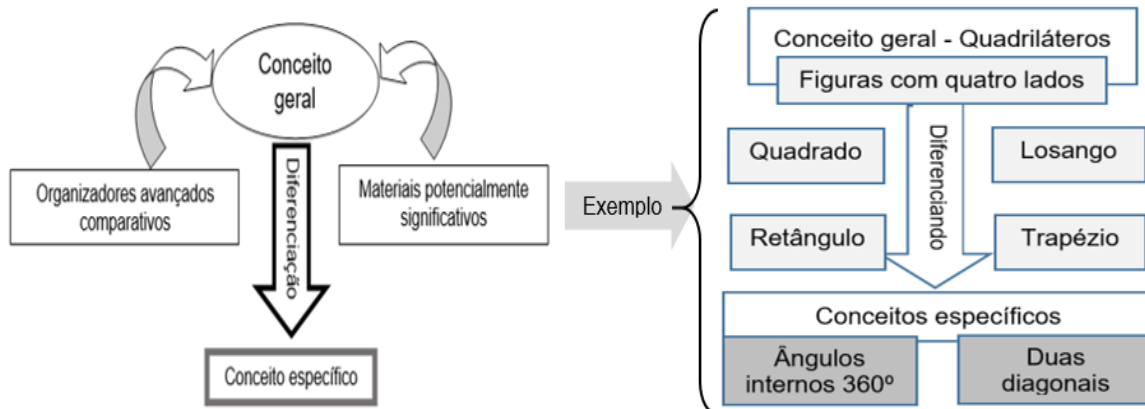 Conceito
geral
Organizadores avançados
comparativos
Diferenciação
Materiais potencialmente
significativos
Conceito específico
Exemplo
Conceito geral - Quadriláteros
Figuras com quatro lados
Quadrado
Diferenciando
Losango
Retângulo
Trapézio
Conceitos específicos
Ângulos
internos 360º
Duas
diagonais